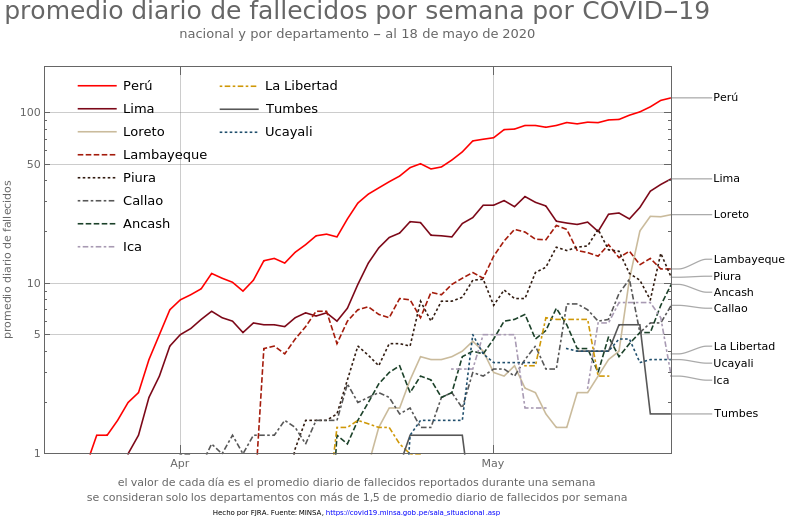 promedio diario de fallecidos por semana por COVID‒19
nacional y por departamento – al 18 de mayo de 2020
promedio diario de fallecidos
100
50
10
5
1
Apr
May
Perú
Lima
Loreto
Lambayeque
Piura
Callao
Ancash
Ica
La Libertad
Tumbes
Ucayali
Perú
Lima
Loreto
Lambayeque
Piura
Ancash
Callao
La Libertad
Ucayali
Ica
Tumbes
el valor de cada día es el promedio diario de fallecidos reportados durante una semana
se consideran solo los departamentos con más de 1,5 de promedio diario de fallecidos por semana
Hecho por FJRA. Fuente: MINSA, https://covid19.minsa.gob.pe/sala_situacional.asp